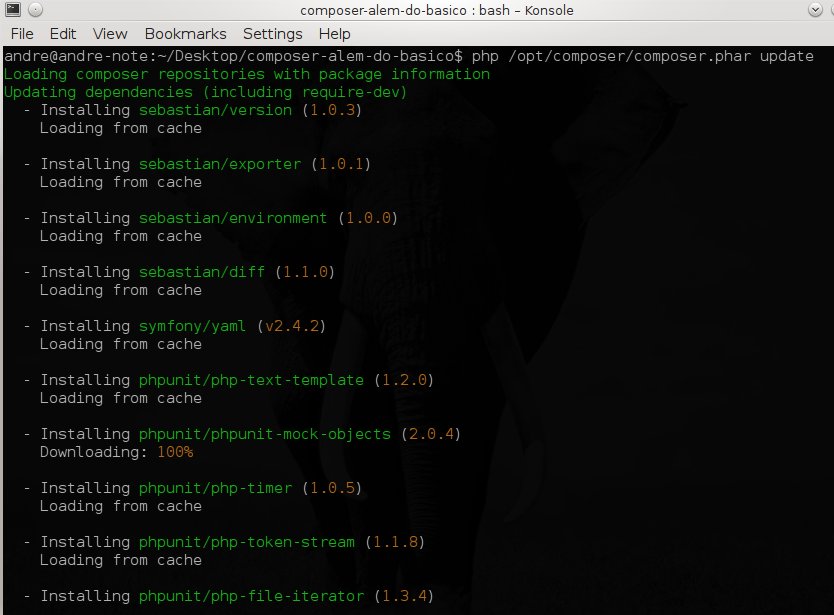 composer-alem-do-basico : bash – Konsole
File Edit View Bookmarks Settings Help
andre@andre-note:~/Desktop/composer-alem-do-basico$ php /opt/composer/composer.phar update
Loading composer repositories with package information
Updating dependencies (including require-dev)
- Installing sebastian/version (1.0.3)
Loading from cache
- Installing sebastian/exporter (1.0.1)
Loading from cache
- Installing sebastian/environment (1.0.0)
Loading from cache
- Installing sebastian/diff (1.1.0)
Loading from cache
- Installing symfony/yaml (v2.4.2)
Loading from cache
- Installing phpunit/php-text-template (1.2.0)
Loading from cache
- Installing phpunit/phpunit-mock-objects (2.0.4)
Downloading: 100%
- Installing phpunit/php-timer (1.0.5)
Loading from cache
- Installing phpunit/php-token-stream (1.1.8)
Loading from cache
- Installing phpunit/php-file-iterator (1.3.4)